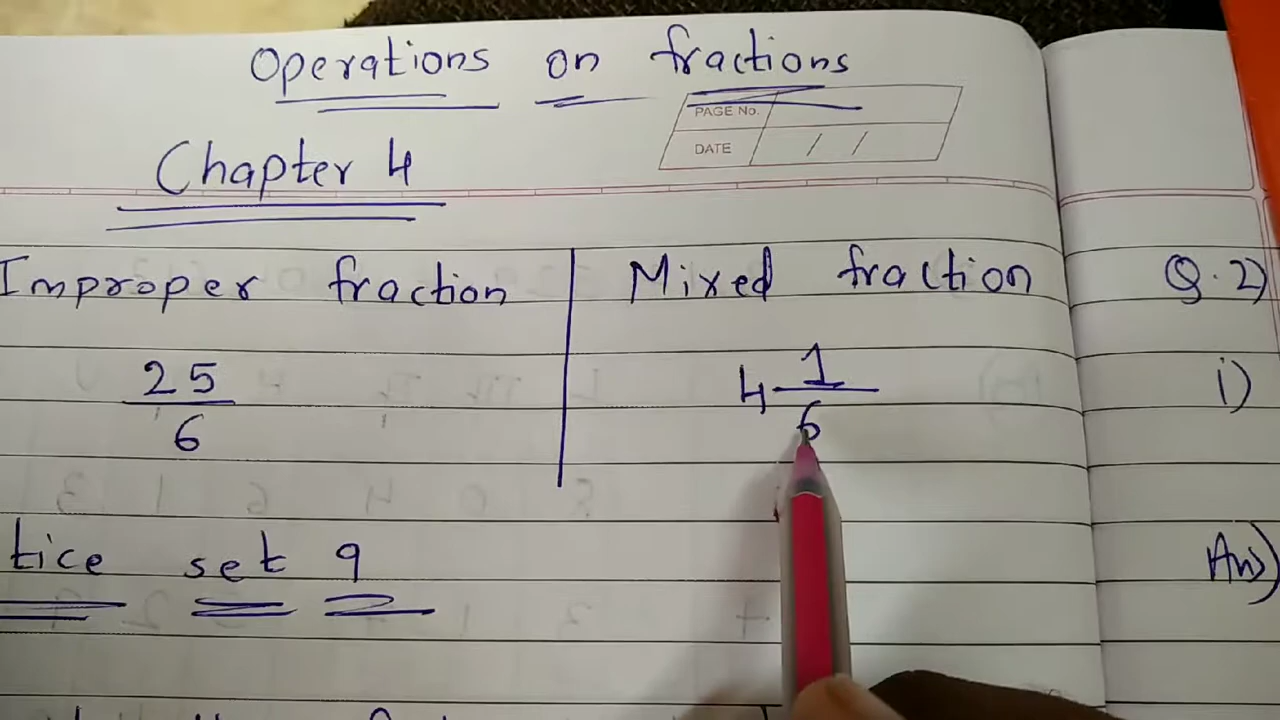 Operations on fractions
PAGE No.
DATE / /
Chapter 4
Improper fraction
Mixed fraction
Q.2)
25/6
4 1/6
i)
tice set 9
Ans)